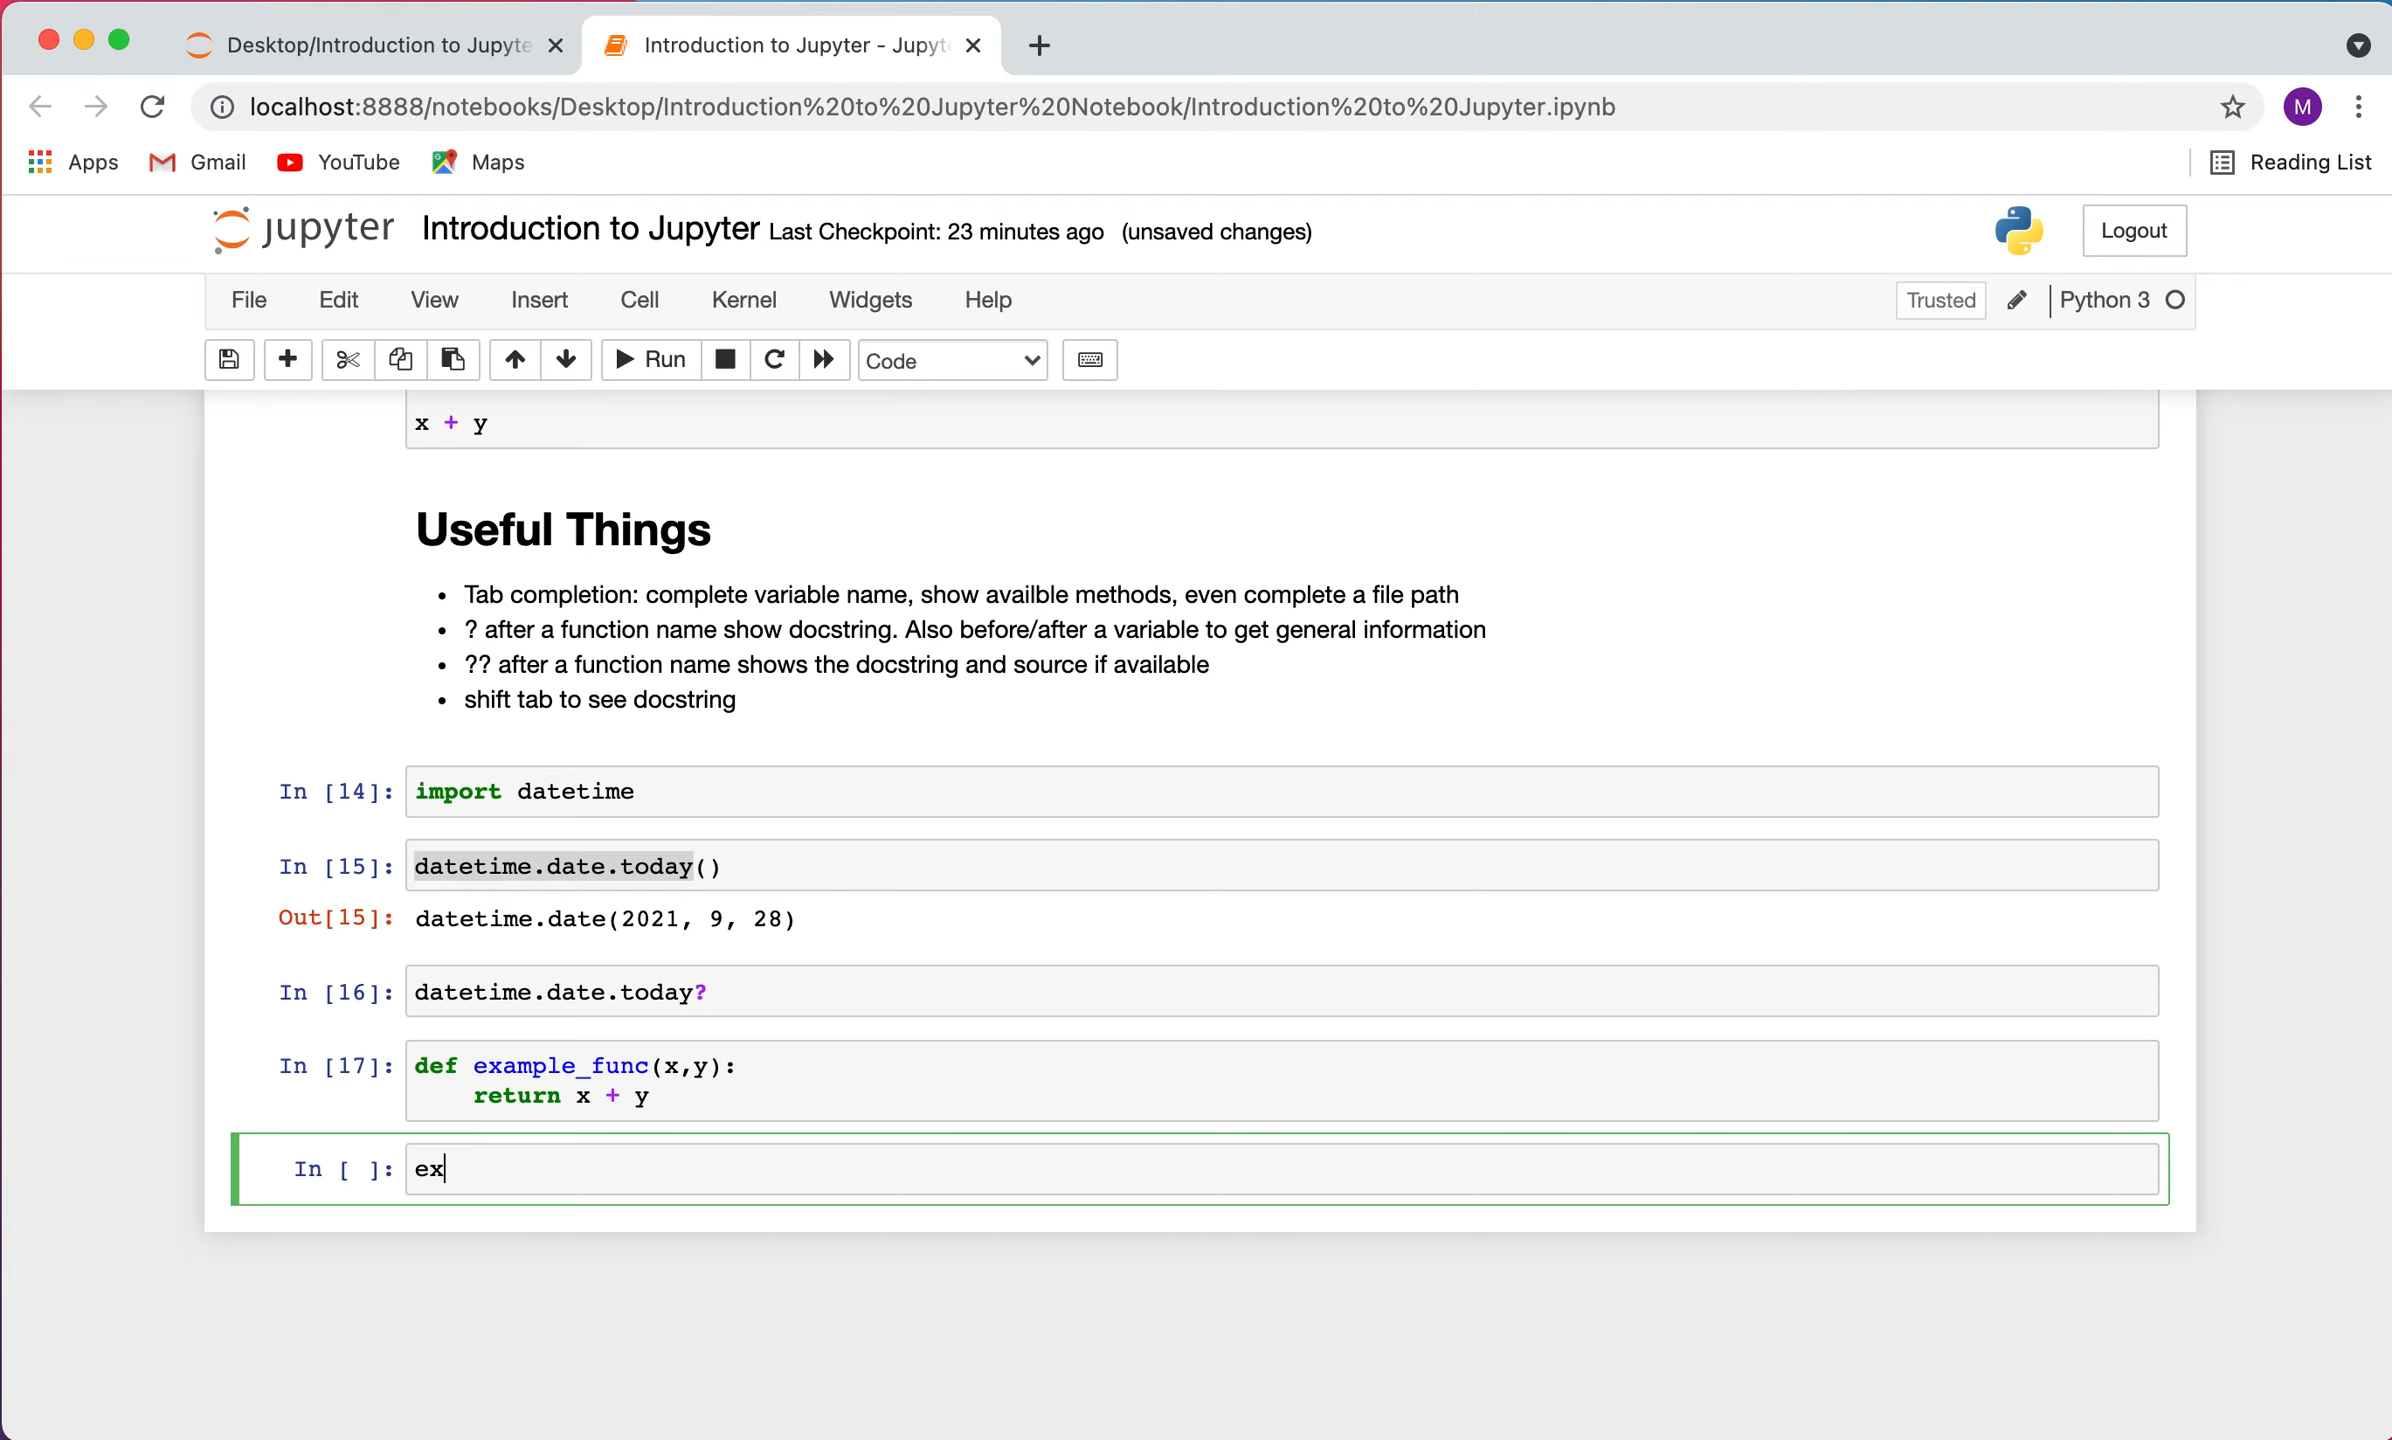 Desktop/Introduction to Jupyte
Introduction to Jupyter - Jupyt
localhost:8888/notebooks/Desktop/Introduction%20to%20Jupyter%20Notebook/Introduction%20to%20Jupyter.ipynb
M
Apps Gmail YouTube Maps Reading List
jupyter Introduction to Jupyter Last Checkpoint: 23 minutes ago (unsaved changes) Logout
File Edit View Insert Cell Kernel Widgets Help Trusted Python 3
Run Code
x + y
Useful Things
• Tab completion: complete variable name, show availble methods, even complete a file path
• ? after a function name show docstring. Also before/after a variable to get general information
• ?? after a function name shows the docstring and source if available
• shift tab to see docstring
In [14]: import datetime
In [15]: datetime.date.today()
Out[15]: datetime.date(2021, 9, 28)
In [16]: datetime.date.today?
In [17]: def example_func(x,y):
return x + y
In [ ]: ex